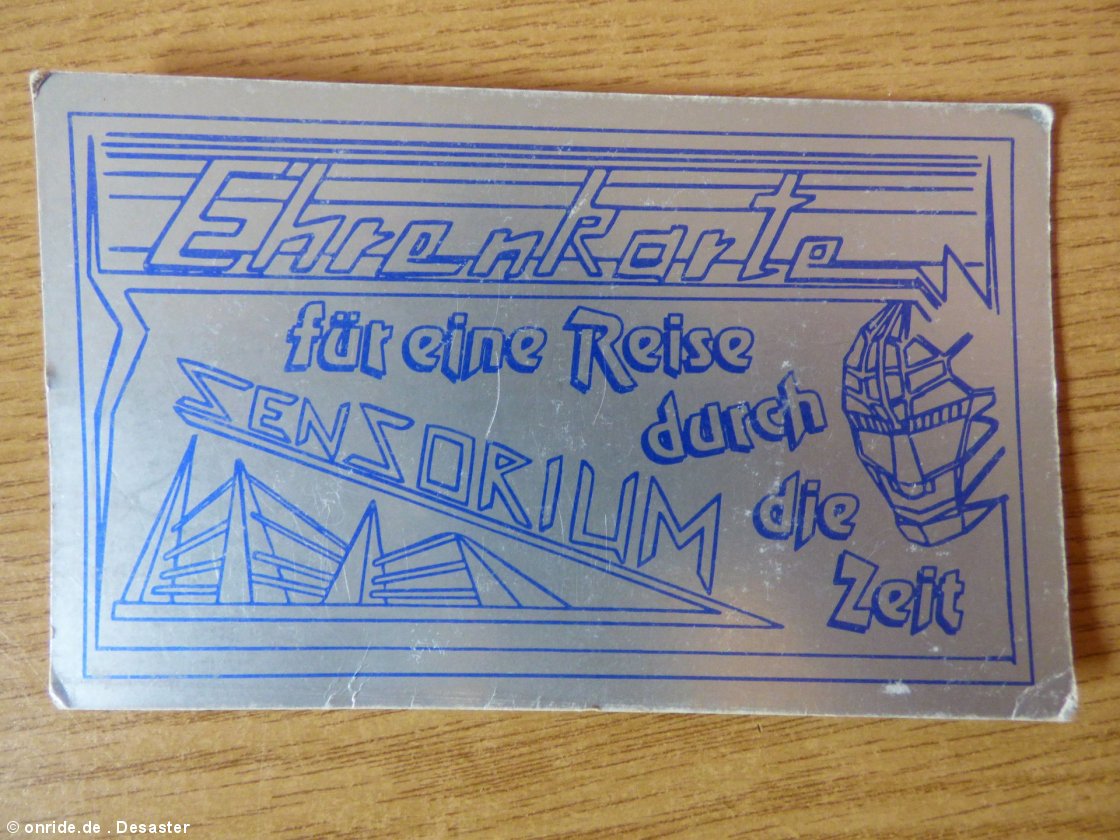 Ehrenkarte
für eine Reise
SENSORIUM
durch
die
Zeit
© onride.de . Desaster